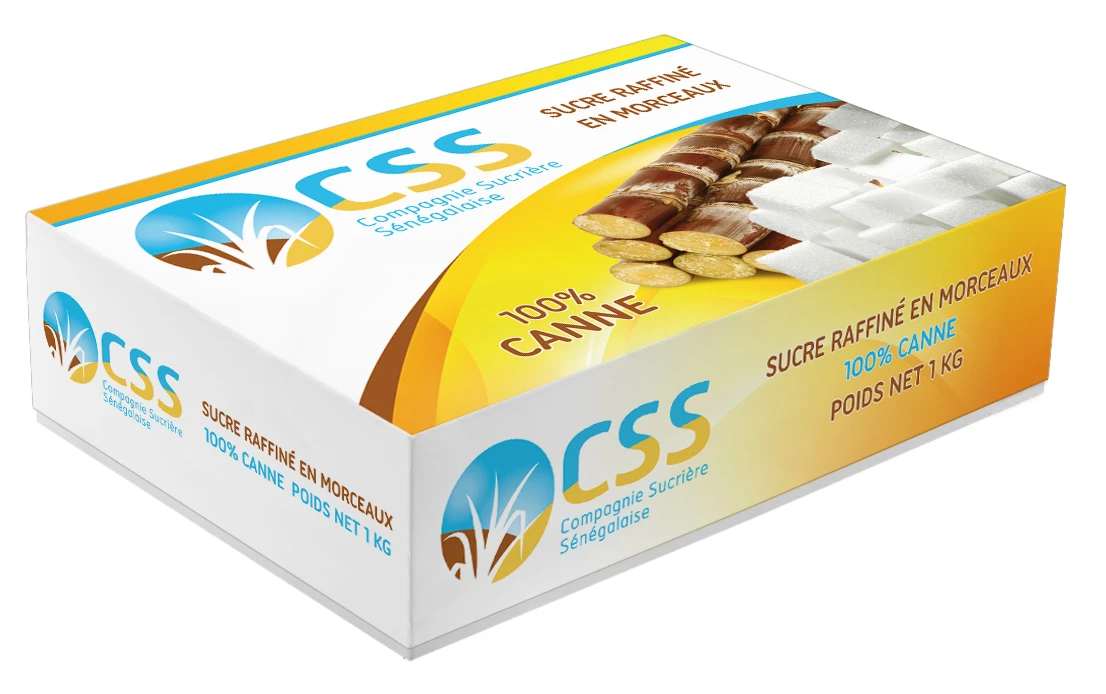 SUCRE RAFFINÉ
EN MORCEAUX
CSS
Compagnie Sucrière
Sénégalaise
100%
CANNE
CSS
Compagnie Sucrière
Sénégalaise
SUCRE RAFFINÉ EN MORCEAUX
100% CANNE POIDS NET 1 KG
CSS
Compagnie Sucrière
Sénégalaise
SUCRE RAFFINÉ EN MORCEAUX
100% CANNE
POIDS NET 1 KG